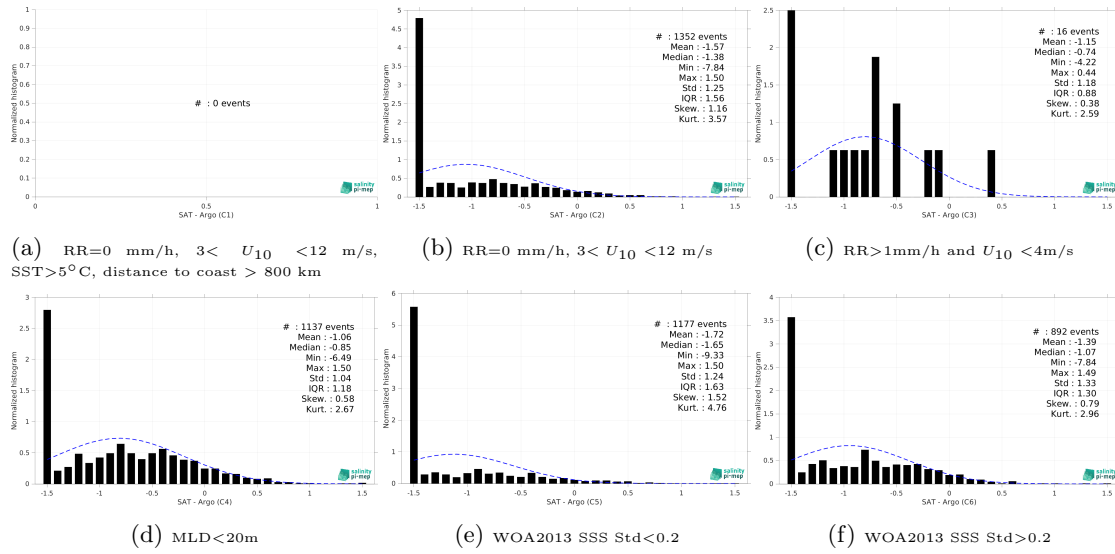 1
0.9
0.8
0.7
0.6
0.5
0.4
0.3
0.2
0.1
0
Normalized histogram
# : 0 events
salinity
pi-mep
0 0.5 1
SAT - Argo (C1)
(a) RR=0 mm/h, 3< U10 <12 m/s,
SST>5°C, distance to coast > 800 km
5
4.5
4
3.5
3
2.5
2
1.5
1
0.5
0
Normalized histogram
# : 1352 events
Mean : -1.57
Median : -1.38
Min : -7.84
Max : 1.50
Std : 1.25
IQR : 1.56
Skew. : 1.16
Kurt. : 3.57
salinity
pi-mep
-1.5 -1 -0.5 0 0.5 1 1.5
SAT - Argo (C2)
(b) RR=0 mm/h, 3< U10 <12 m/s
2.5
2
1.5
1
0.5
0
Normalized histogram
# : 16 events
Mean : -1.15
Median : -0.74
Min : -4.22
Max : 0.44
Std : 1.18
IQR : 0.88
Skew. : 0.38
Kurt. : 2.59
salinity
pi-mep
-1.5 -1 -0.5 0 0.5 1 1.5
SAT - Argo (C3)
(c) RR>1mm/h and U10 <4m/s
3
2.5
2
1.5
1
0.5
0
Normalized histogram
# : 1137 events
Mean : -1.06
Median : -0.85
Min : -6.49
Max : 1.50
Std : 1.04
IQR : 1.18
Skew. : 0.58
Kurt. : 2.67
salinity
pi-mep
-1.5 -1 -0.5 0 0.5 1 1.5
SAT - Argo (C4)
(d) MLD<20m
6
5
4
3
2
1
0
Normalized histogram
# : 1177 events
Mean : -1.72
Median : -1.65
Min : -9.33
Max : 1.50
Std : 1.24
IQR : 1.63
Skew. : 1.52
Kurt. : 4.76
salinity
pi-mep
-1.5 -1 -0.5 0 0.5 1 1.5
SAT - Argo (C5)
(e) WOA2013 SSS Std<0.2
4
3.5
3
2.5
2
1.5
1
0.5
0
Normalized histogram
# : 892 events
Mean : -1.39
Median : -1.07
Min : -7.84
Max : 1.49
Std : 1.33
IQR : 1.30
Skew. : 0.79
Kurt. : 2.96
salinity
pi-mep
-1.5 -1 -0.5 0 0.5 1 1.5
SAT - Argo (C6)
(f) WOA2013 SSS Std>0.2